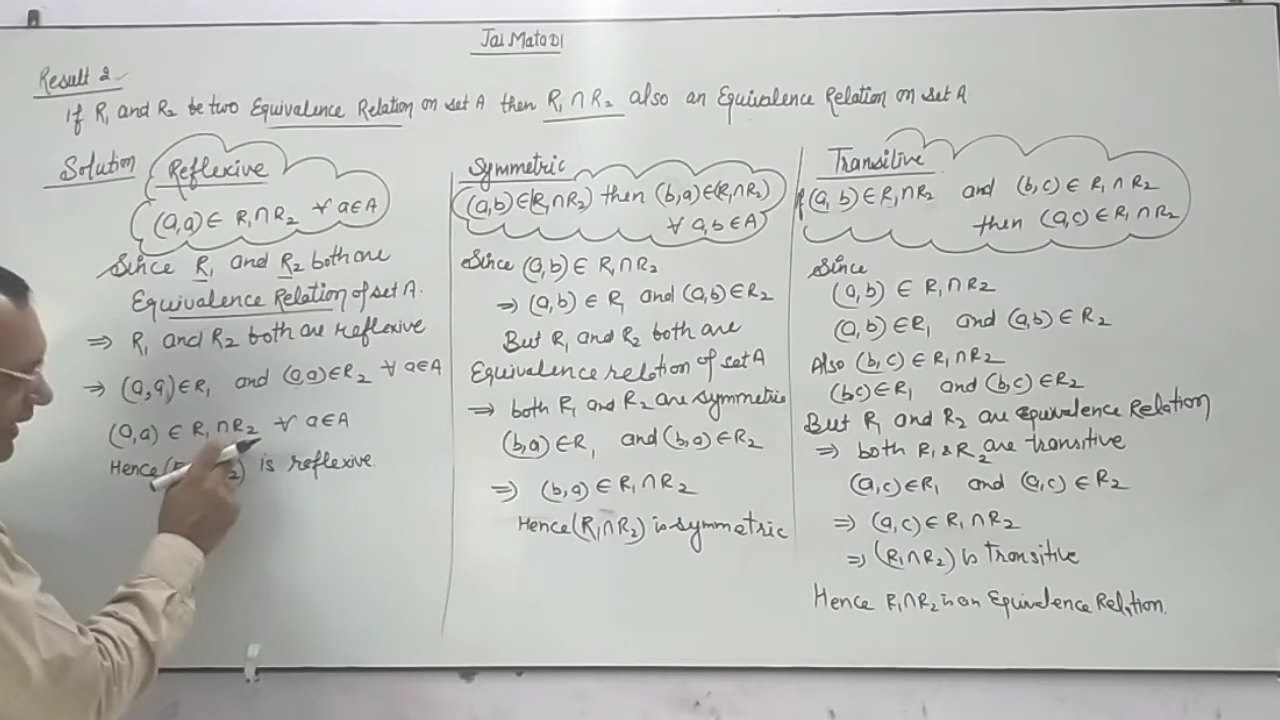 Jai Mata DI
Result 2
If R₁ and R₂ be two Equivalence Relation on set A then R₁ ∩ R₂ also an Equivalence Relation on set A
Solution
Reflexive
(a,a) ∈ R₁∩R₂ ∀ a∈A
Since R₁ and R₂ both are
Equivalence Relation of set A.
⇒ R₁ and R₂ both are reflexive
⇒ (a,a)∈R₁ and (a,a)∈R₂ ∀ a∈A
(a,a) ∈ R₁∩R₂ ∀ a∈A
Hence ( R₂) is reflexive
Symmetric
(a,b)∈(R₁∩R₂) then (b,a)∈(R₁∩R₂)
∀ a,b∈A
Since (a,b)∈ R₁∩R₂
⇒ (a,b) ∈ R₁ and (a,b)∈R₂
But R₁ and R₂ both are
Equivalence relation of set A
⇒ both R₁ and R₂ are symmetric
(b,a)∈R₁ and (b,a)∈R₂
⇒ (b,a)∈R₁∩R₂
Hence (R₁∩R₂) is symmetric
Transitive
(a,b)∈R₁∩R₂ and (b,c)∈ R₁∩R₂
then (a,c)∈R₁∩R₂
Since
(a,b) ∈ R₁∩R₂
(a,b)∈R₁ and (a,b)∈R₂
Also (b,c)∈R₁∩R₂
(b,c)∈R₁ and (b,c)∈R₂
But R₁ and R₂ are Equivalence Relation
⇒ both R₁ & R₂ are transitive
(a,c)∈R₁ and (a,c)∈R₂
⇒ (a,c)∈R₁∩R₂
⇒ (R₁∩R₂) is transitive
Hence R₁∩R₂ is an Equivalence Relation.